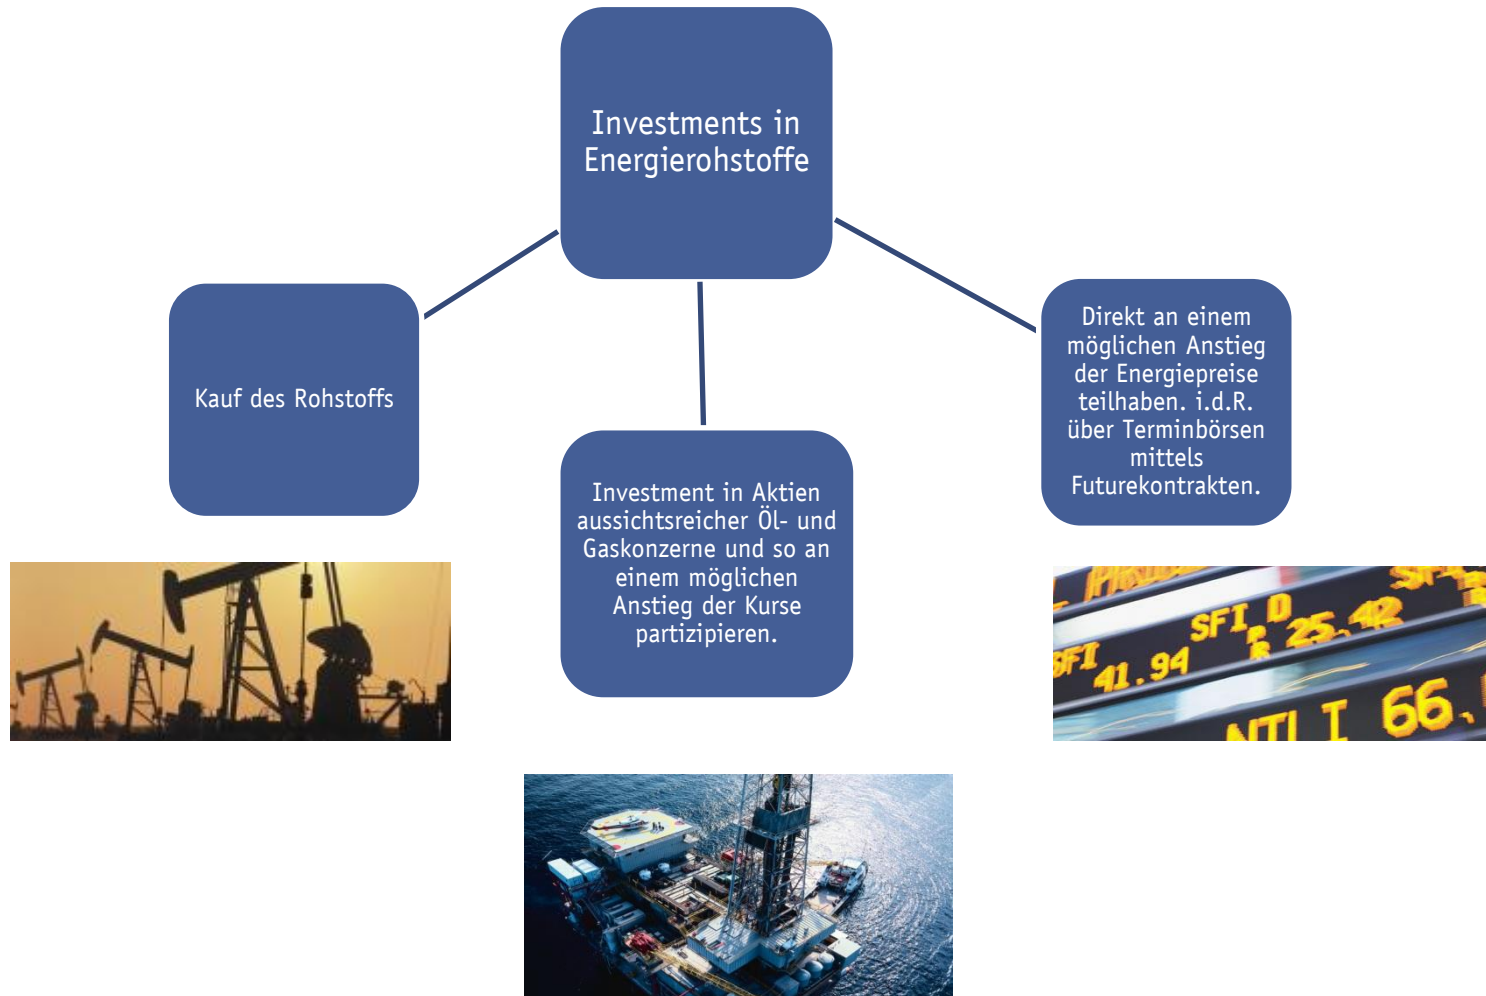 Investments in
Energierohstoffe
Kauf des Rohstoffs
Investment in Aktien
aussichtsreicher Öl- und
Gaskonzerne und so an
einem möglichen
Anstieg der Kurse
partizipieren.
Direkt an einem
möglichen Anstieg
der Energiepreise
teilhaben. i.d.R.
über Terminbörsen
mittels
Futurekontrakten.
SFI D
R 25.42
SFI
41.94
66.